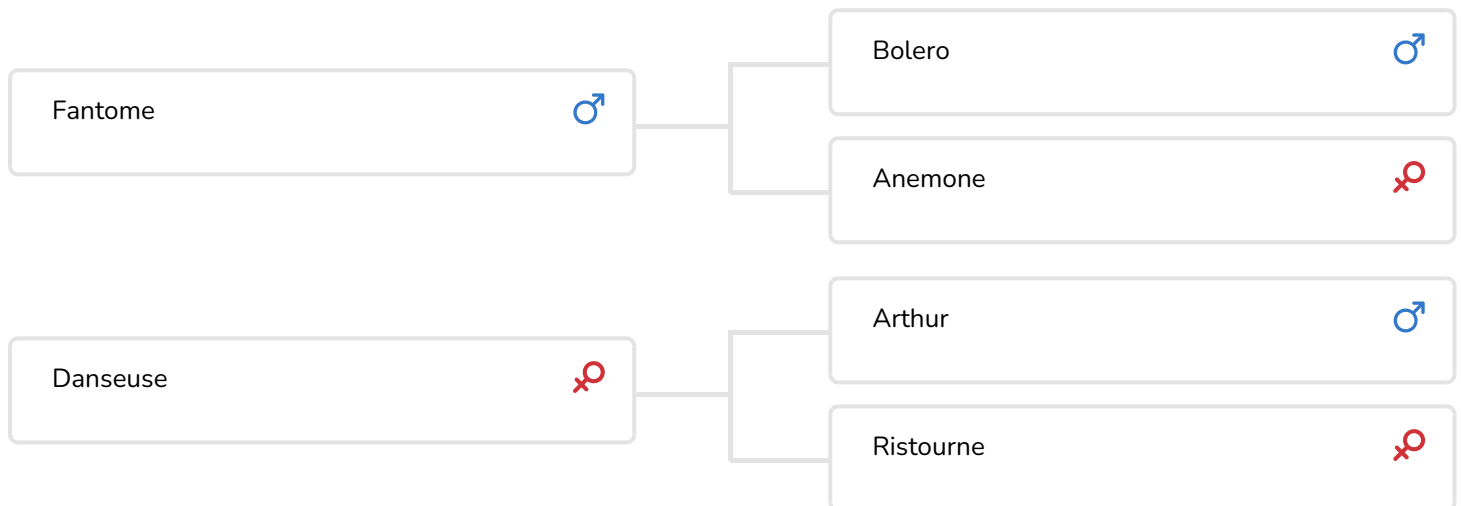 Fantome
Bolero
Anemone
Danseuse
Arthur
Ristourne